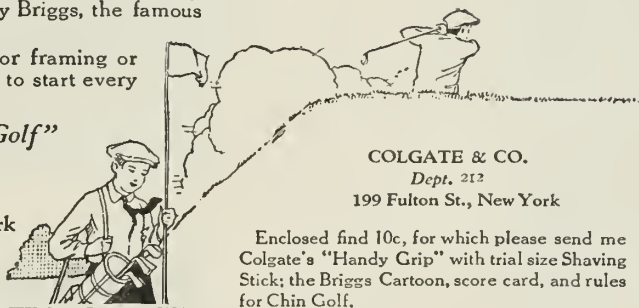 y Briggs, the famous
or framing or
to start every
Golf"
rk
COLGATE & CO.
Dept. 212
199 Fulton St., New York
Enclosed find 10c, for which please send me
Colgate's "Handy Grip" with trial size Shaving
Stick; the Briggs Cartoon, score card, and rules
for Chin Golf.